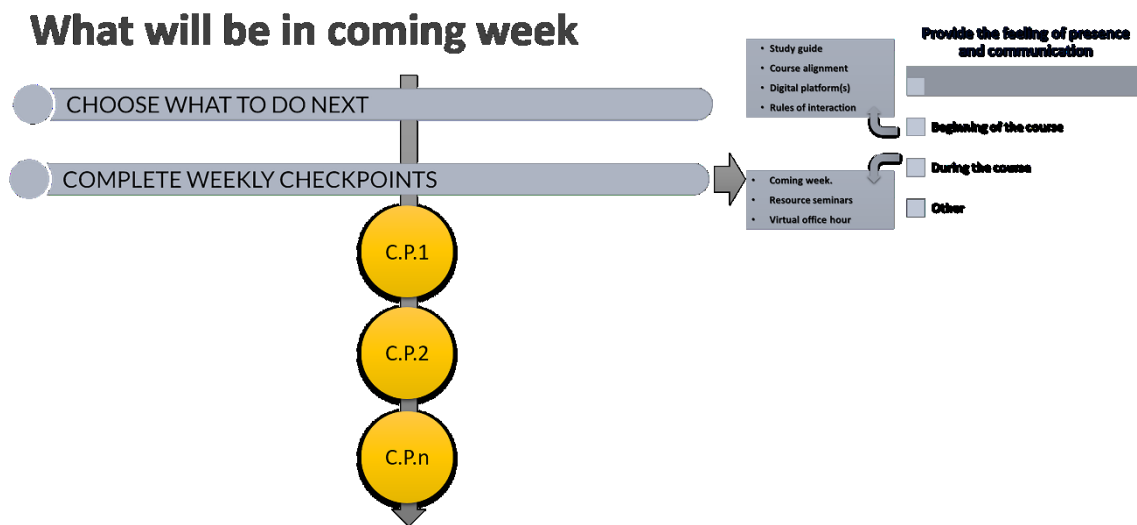 What will be in coming week
CHOOSE WHAT TO DO NEXT
COMPLETE WEEKLY CHECKPOINTS
C.P.1
C.P.2
C.P.n
• Study guide
• Course alignment
• Digital platform(s)
• Rules of interaction
• Coming week.
• Resource seminars
• Virtual office hour
Provide the feeling of presence
and communication
Beginning of the course
During the course
Other